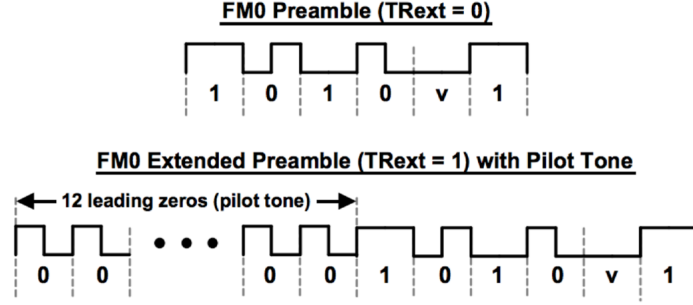 FM0 Preamble (TRext = 0)
1 0 1 0 v 1
FM0 Extended Preamble (TRext = 1) with Pilot Tone
12 leading zeros (pilot tone)
0 0 0 0 1 0 1 0 v 1